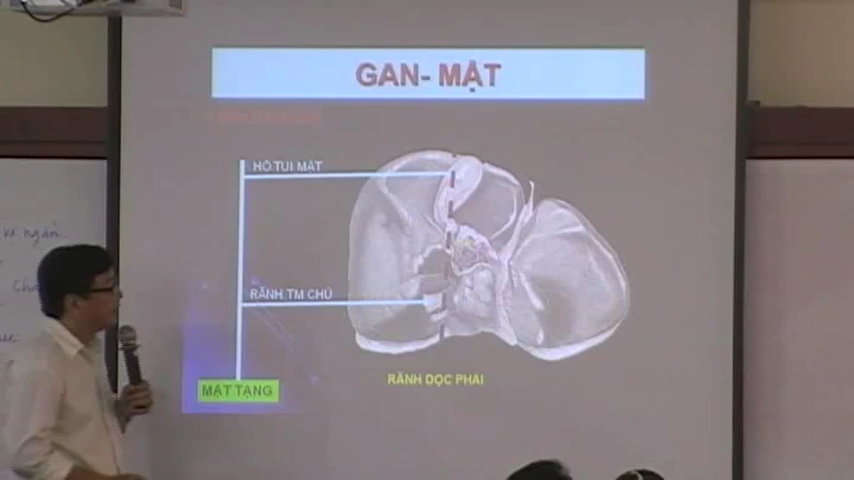 GAN- MẬT
HỐ TÚI MẬT
RÃNH TM CHỦ
RÃNH DỌC PHẢI
MẶT TẠNG